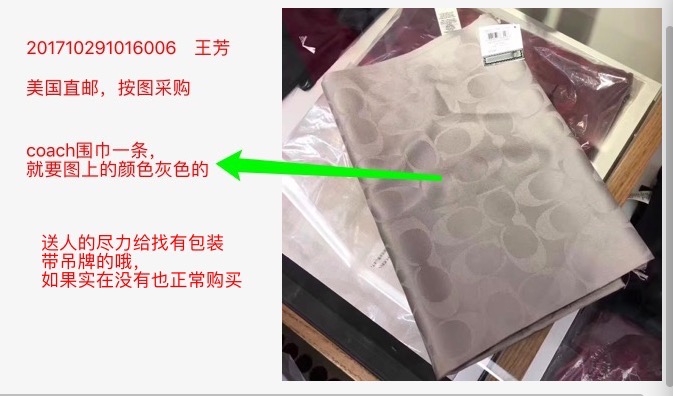 201710291016006 王芳
美国直邮，按图采购
coach围巾一条，
就要图上的颜色灰色的
送人的尽力给找有包装
带吊牌的哦，
如果实在没有也正常购买